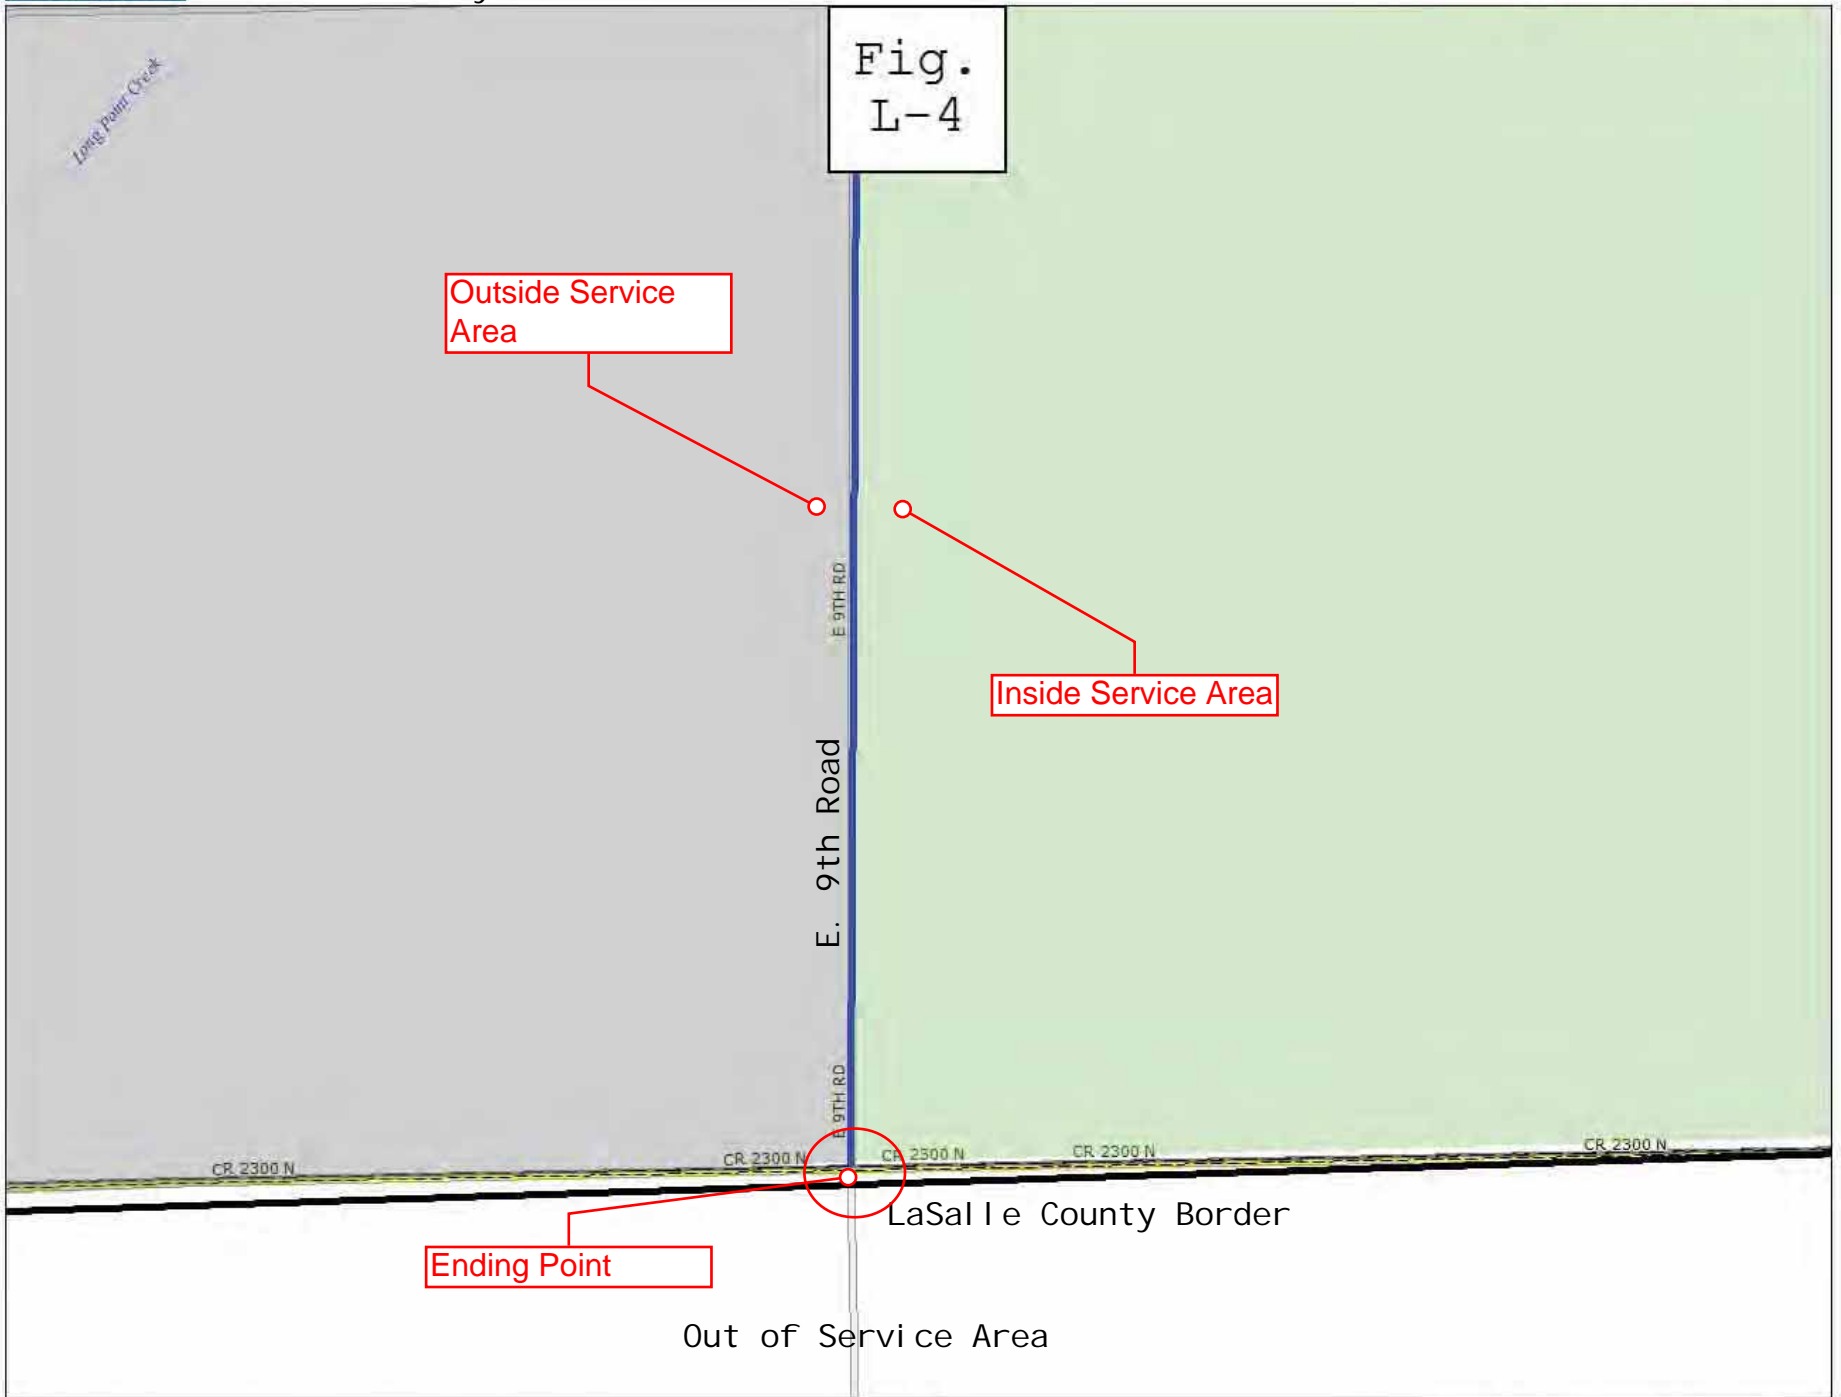 Fig.
L-4
Long Point Creek
Outside Service
Area
E 9TH RD
Inside Service Area
E. 9th Road
E 9TH RD
CR 2300 N
CR 2300 N
CR 2300 N
CR 2300 N
CR 2300 N
LaSalle County Border
Ending Point
Out of Service Area